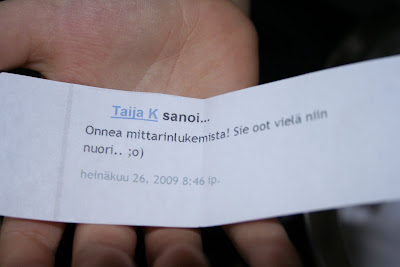 Taija K sanoi...
Onnea mittarinlukemista! Sie oot vielä niin
nuori.. ;o)
heinäkuu 26, 2009 8:46 ip.